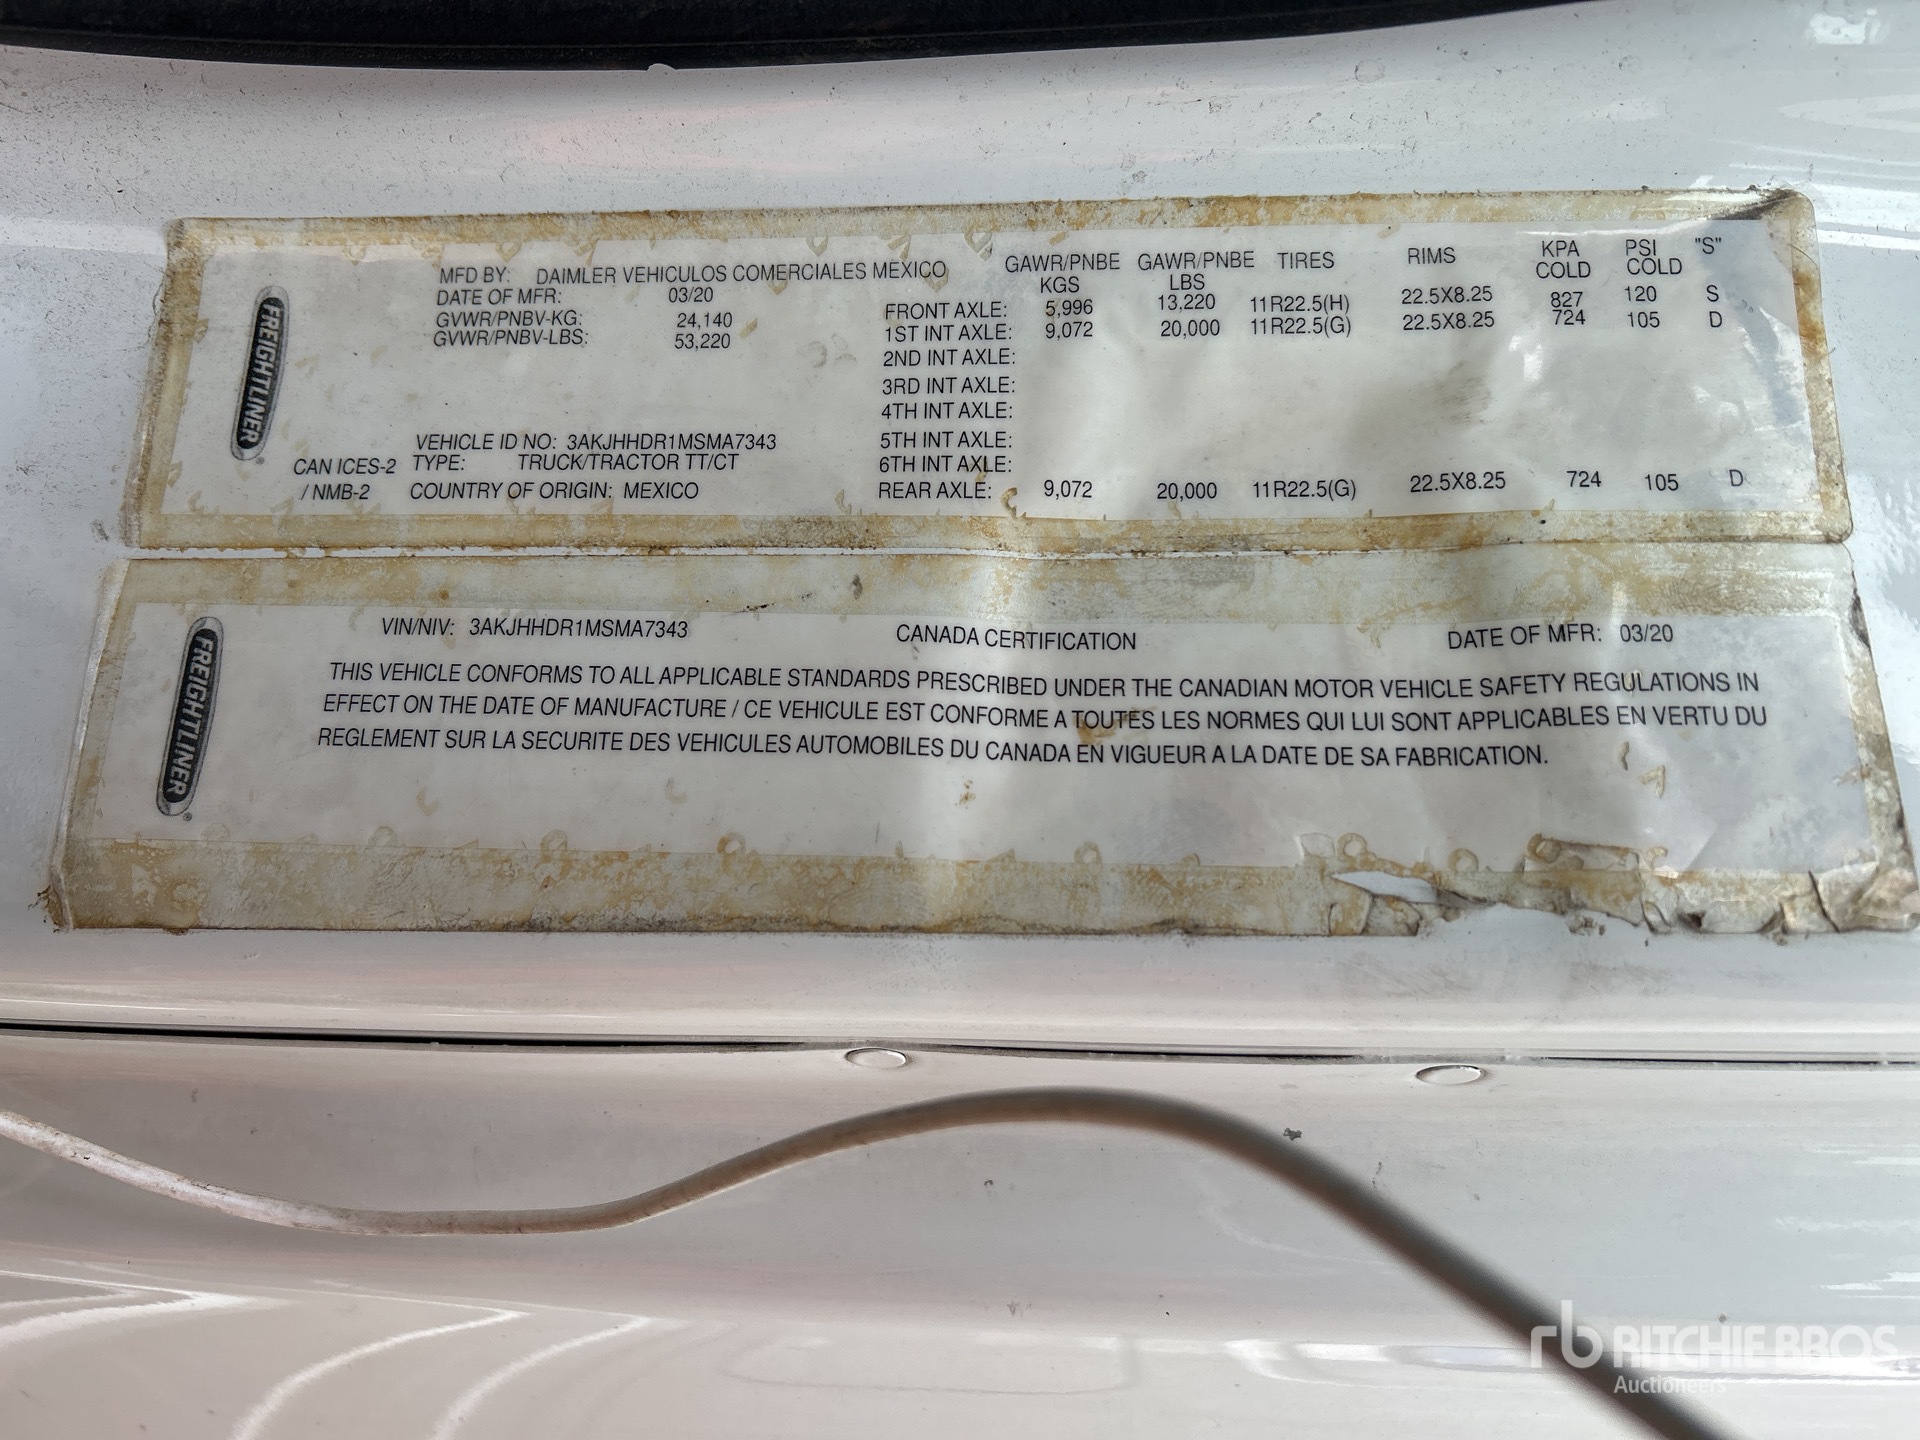 FREIGHTLINER
MFD BY: DAIMLER VEHICULOS COMERCIALES MEXICO
DATE OF MFR: 03/20
GVWR/PNBV-KG: 24,140
GVWR/PNBV-LBS: 53,220
VEHICLE ID NO: 3AKJHHDR1MSMA7343
CAN ICES-2 TYPE: TRUCK/TRACTOR TT/CT
/ NMB-2 COUNTRY OF ORIGIN: MEXICO
GAWR/PNBE KGS GAWR/PNBE LBS TIRES RIMS KPA COLD PSI COLD "S"
FRONT AXLE: 5,996 13,220 11R22.5(H) 22.5X8.25 827 120 S
1ST INT AXLE: 9,072 20,000 11R22.5(G) 22.5X8.25 724 105 D
2ND INT AXLE:
3RD INT AXLE:
4TH INT AXLE:
5TH INT AXLE:
6TH INT AXLE:
REAR AXLE: 9,072 20,000 11R22.5(G) 22.5X8.25 724 105 D
FREIGHTLINER
VIN/NIV: 3AKJHHDR1MSMA7343 CANADA CERTIFICATION DATE OF MFR: 03/20
THIS VEHICLE CONFORMS TO ALL APPLICABLE STANDARDS PRESCRIBED UNDER THE CANADIAN MOTOR VEHICLE SAFETY REGULATIONS IN
EFFECT ON THE DATE OF MANUFACTURE / CE VEHICULE EST CONFORME A TOUTES LES NORMES QUI LUI SONT APPLICABLES EN VERTU DU
REGLEMENT SUR LA SECURITE DES VEHICULES AUTOMOBILES DU CANADA EN VIGUEUR A LA DATE DE SA FABRICATION.
rb RITCHIE BROS
Auctioneers